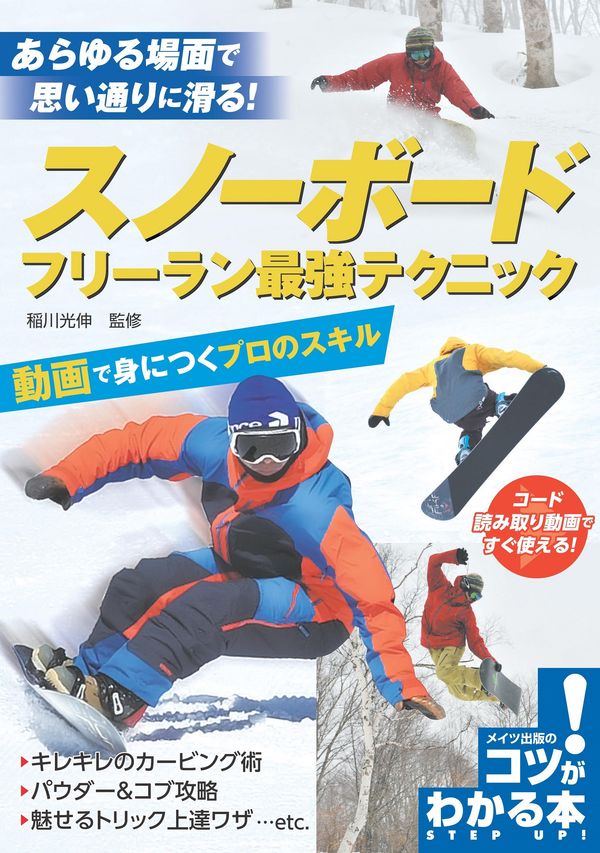 あらゆる場面で
思い通りに滑る!
スノーボード
フリーラン最強テクニック
稲川光伸　監修
動画で身につくプロのスキル
コード
読み取り動画で
すぐ使える!
▶キレキレのカービング術
▶パウダー&コブ攻略
▶魅せるトリック上達ワザ…etc.
メイツ出版の
コツが
わかる本!
STEP UP!